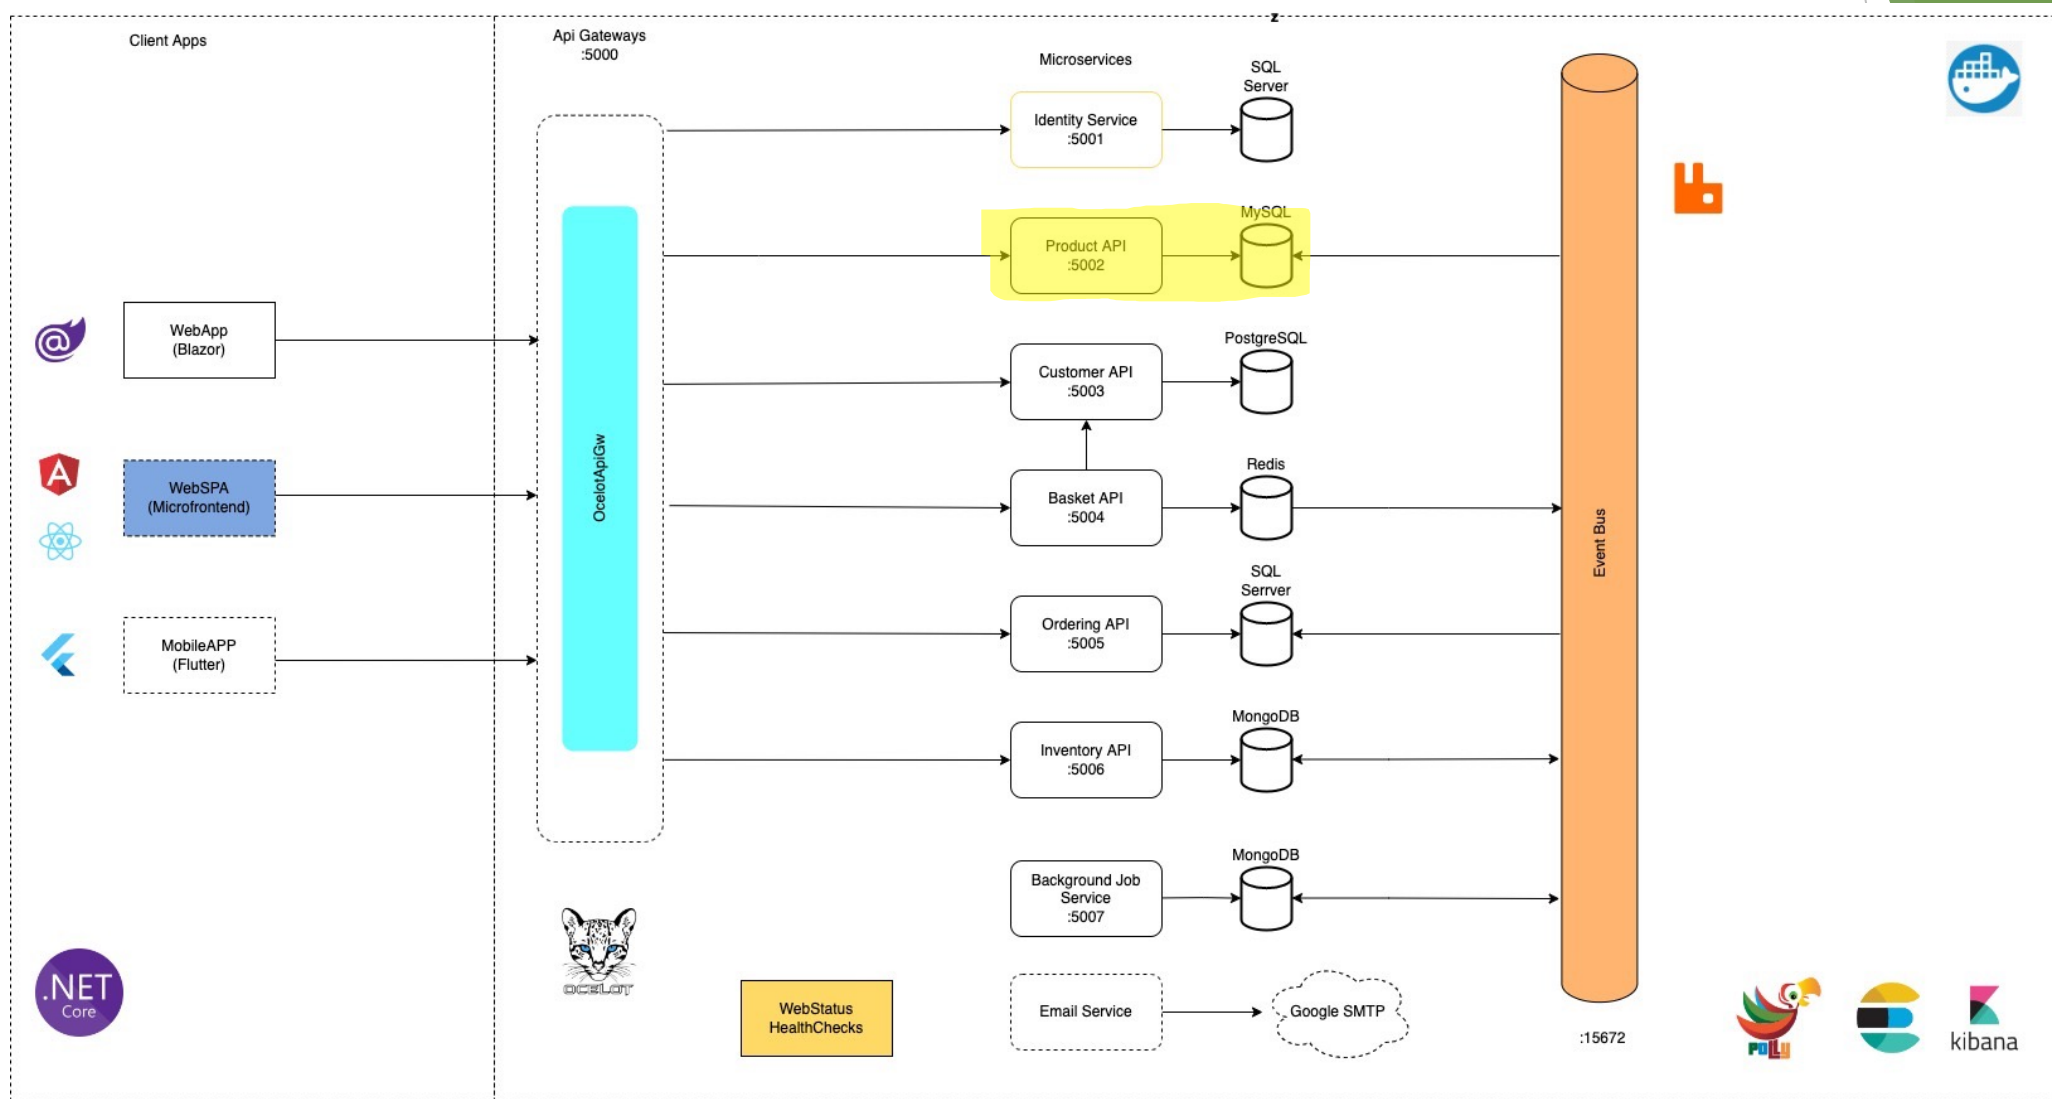 z
Client Apps
Api Gateways
:5000
Microservices
SQL
Server
Identity Service
:5001
MySQL
Product API
:5002
WebApp
(Blazor)
PostgreSQL
Customer API
:5003
OcelotApiGw
WebSPA
(Microfrontend)
Redis
Basket API
:5004
Event Bus
SQL
Serrver
Ordering API
:5005
MobileAPP
(Flutter)
MongoDB
Inventory API
:5006
MongoDB
Background Job
Service
:5007
OCELOT
.NET
Core
WebStatus
HealthChecks
Email Service
Google SMTP
:15672
POLLY
kibana